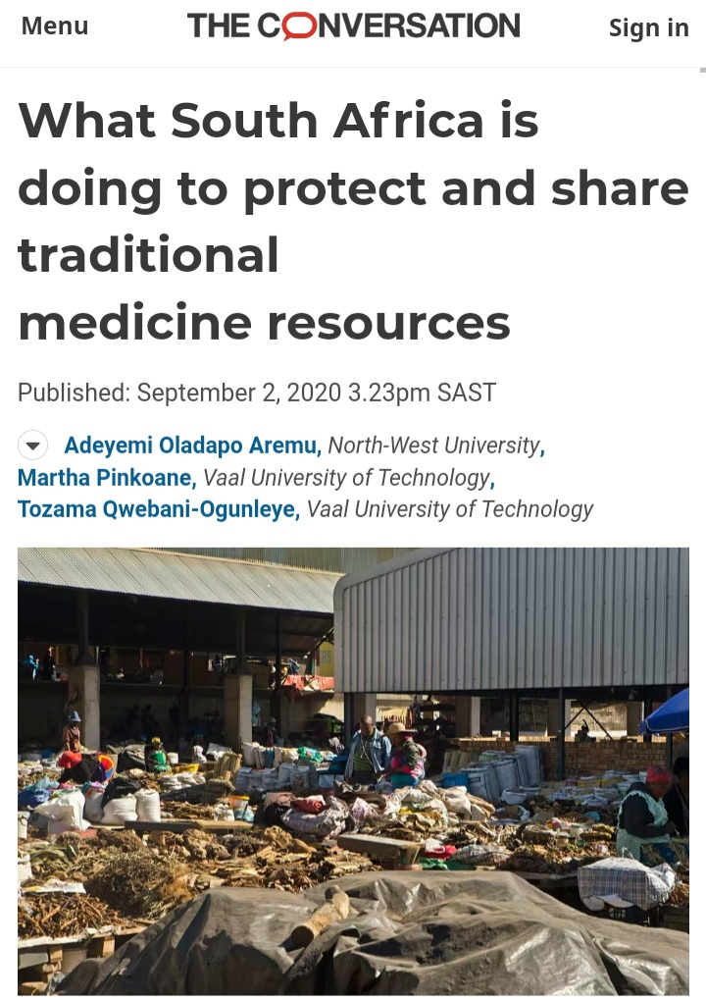 Menu THE CONVERSATION Sign in
What South Africa is
doing to protect and share
traditional
medicine resources
Published: September 2, 2020 3.23pm SAST
Adeyemi Oladapo Aremu, North-West University,
Martha Pinkoane, Vaal University of Technology,
Tozama Qwebani-Ogunleye, Vaal University of Technology